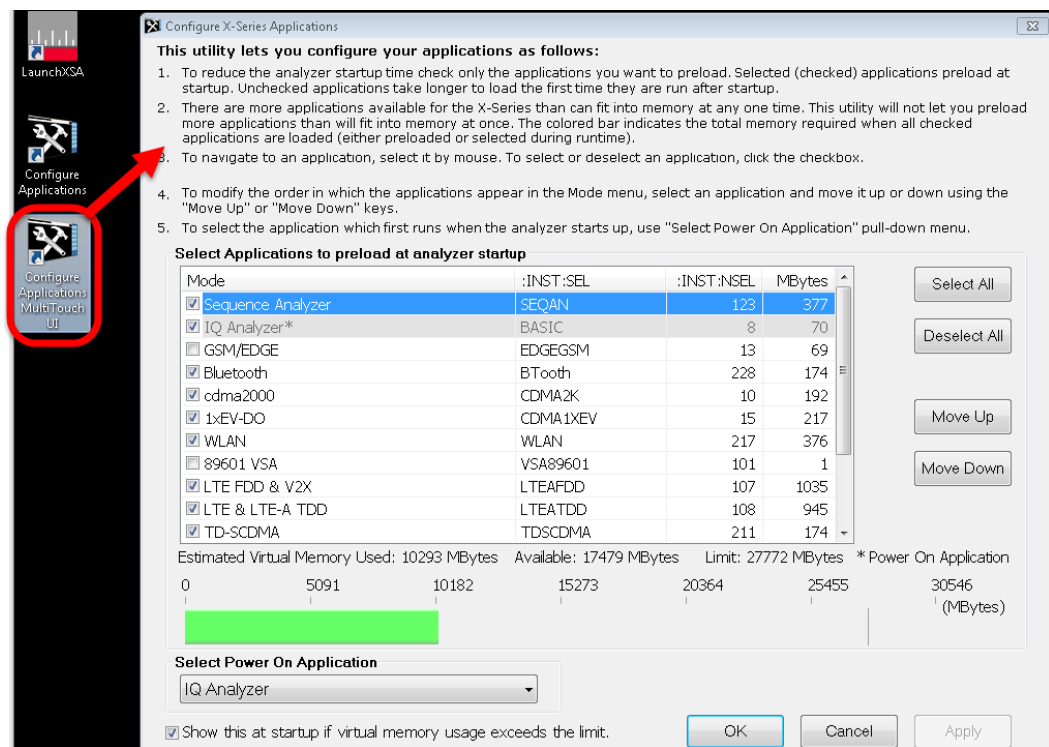 LaunchXSA
Configure
Applications
Configure
Applications
MultiTouch
UI
Configure X-Series Applications
This utility lets you configure your applications as follows:
1. To reduce the analyzer startup time check only the applications you want to preload. Selected (checked) applications preload at
startup. Unchecked applications take longer to load the first time they are run after startup.
2. There are more applications available for the X-Series than can fit into memory at any one time. This utility will not let you preload
more applications than will fit into memory at once. The colored bar indicates the total memory required when all checked
applications are loaded (either preloaded or selected during runtime).
3. To navigate to an application, select it by mouse. To select or deselect an application, click the checkbox.
4. To modify the order in which the applications appear in the Mode menu, select an application and move it up or down using the
"Move Up" or "Move Down" keys.
5. To select the application which first runs when the analyzer starts up, use "Select Power On Application" pull-down menu.
Select Applications to preload at analyzer startup
Mode :INST:SEL :INST:NSEL MBytes
Sequence Analyzer SEQAN 123 377
IQ Analyzer* BASIC 8 70
GSM/EDGE EDGEGSM 13 69
Bluetooth BTooth 228 174
cdma2000 CDMA2K 10 192
1xEV-DO CDMA1XEV 15 217
WLAN WLAN 217 376
89601 VSA VSA89601 101 1
LTE FDD & V2X LTEAFDD 107 1035
LTE & LTE-A TDD LTEATDD 108 945
TD-SCDMA TDSCDMA 211 174
Select All
Deselect All
Move Up
Move Down
Estimated Virtual Memory Used: 10293 MBytes Available: 17479 MBytes Limit: 27772 MBytes * Power On Application
0 5091 10182 15273 20364 25455 30546
(MBytes)
Select Power On Application
IQ Analyzer
Show this at startup if virtual memory usage exceeds the limit.
OK Cancel Apply